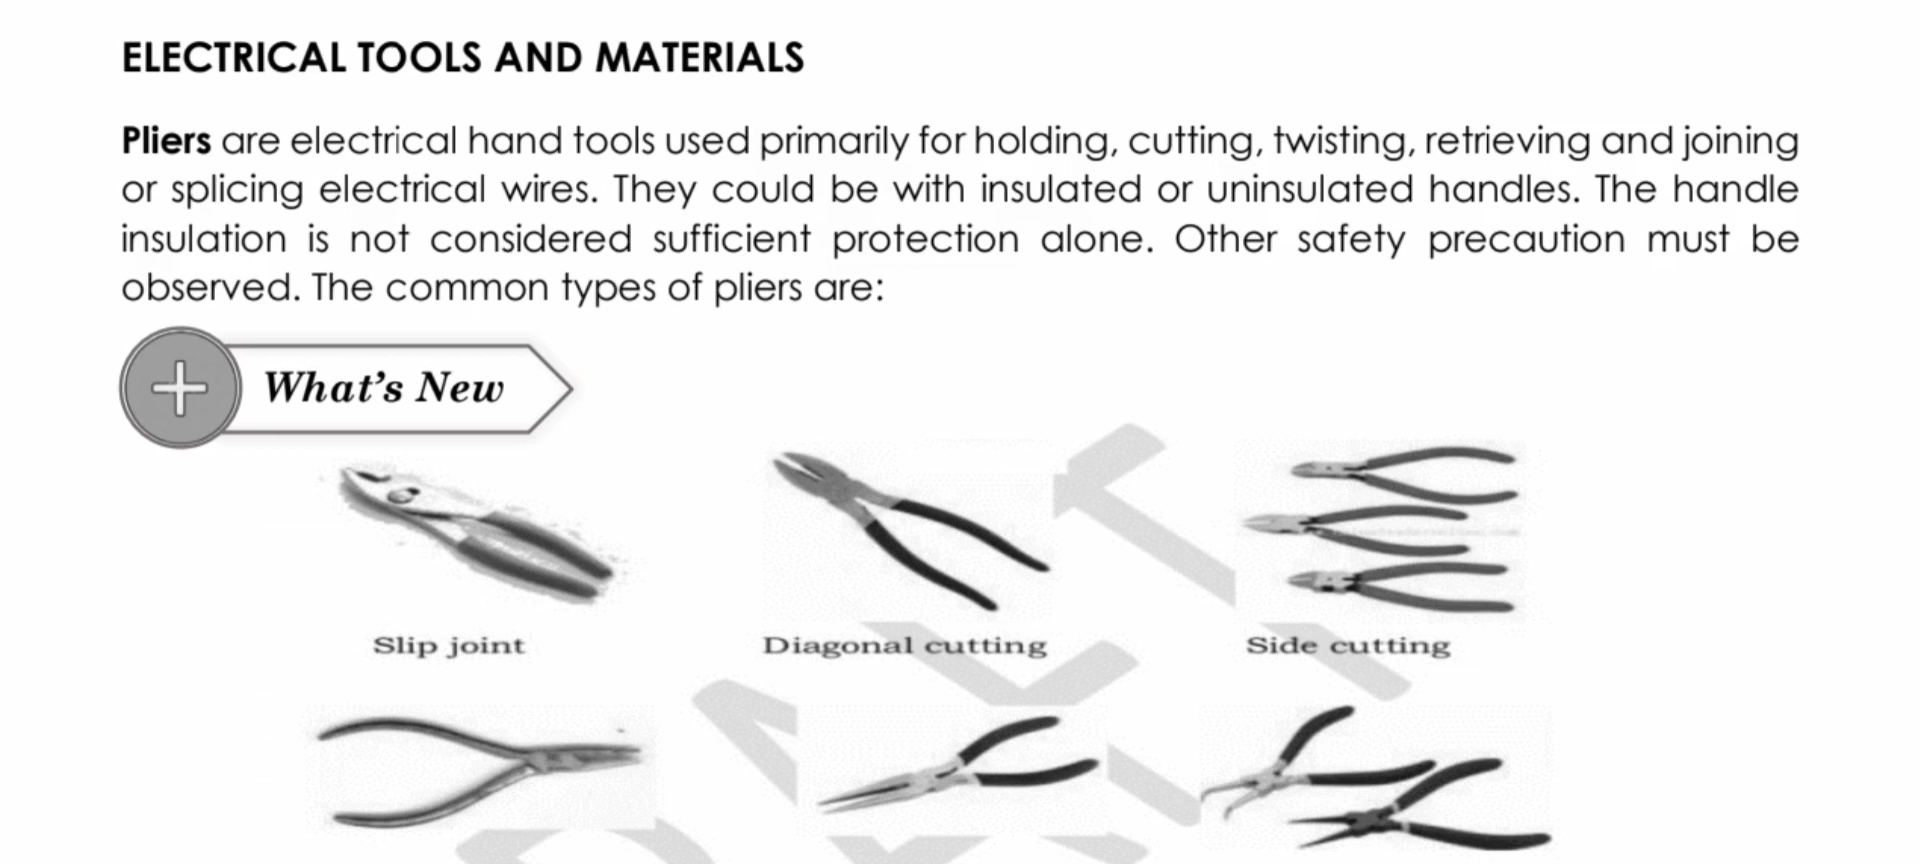 ELECTRICAL TOOLS AND MATERIALS
Pliers are electrical hand tools used primarily for holding, cutting, twisting, retrieving and joining
or splicing electrical wires. They could be with insulated or uninsulated handles. The handle
insulation is not considered sufficient protection alone. Other safety precaution must be
observed. The common types of pliers are:
What's New
Slip joint
Diagonal cutting
Side cutting